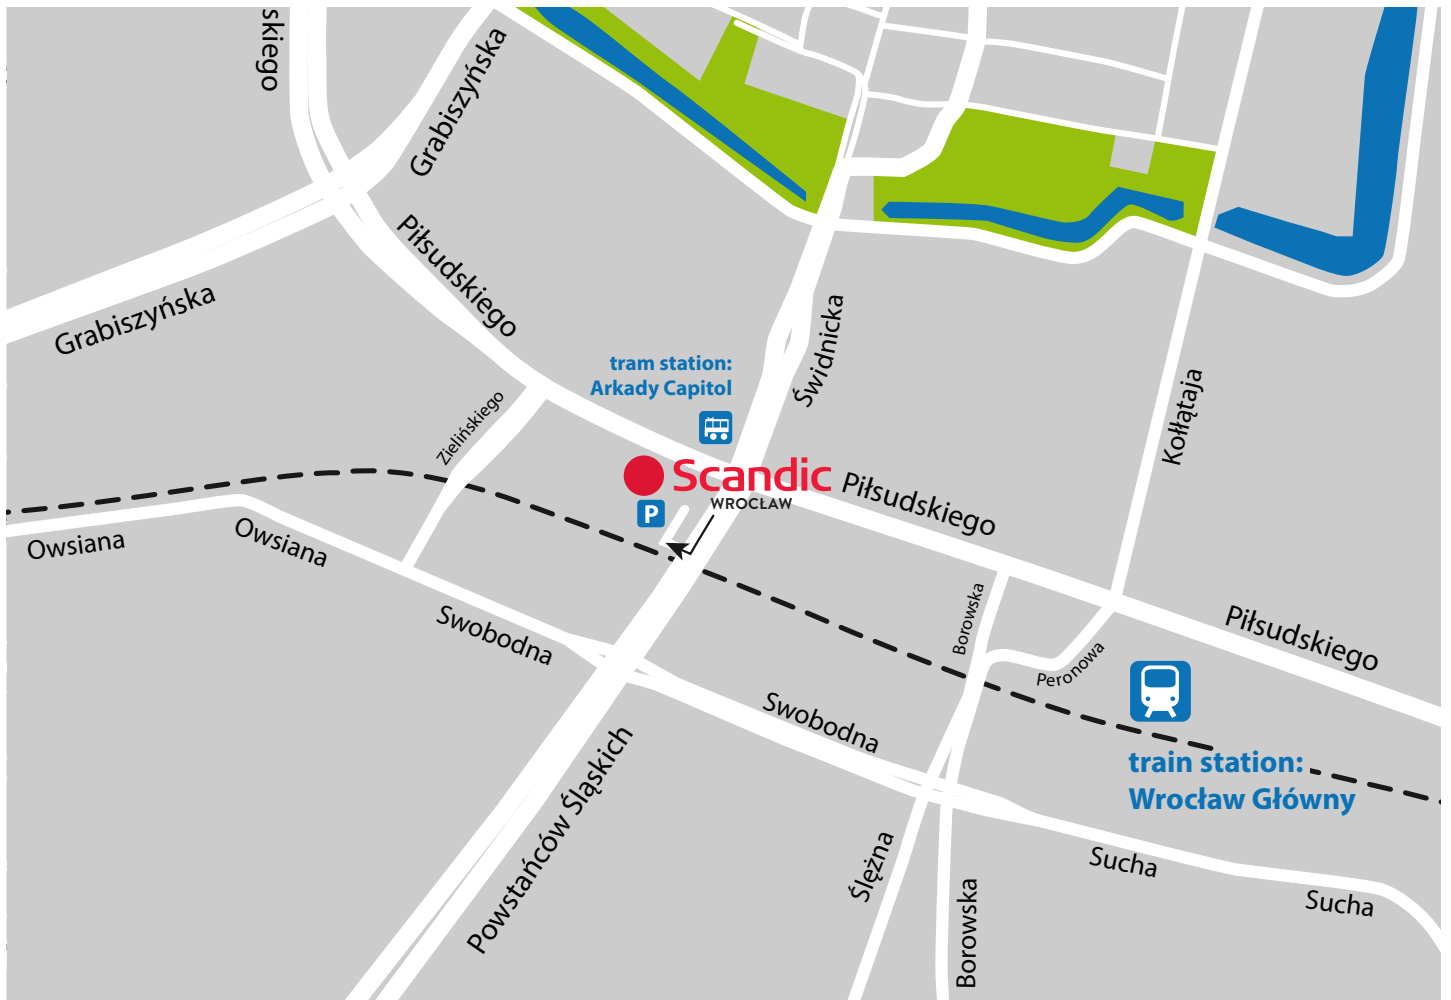 skiego
Grabiszyńska
Piłsudskiego
Grabiszyńska
Świdnicka
tram station:
Arkady Capitol
Kołłątaja
Zielińskiego
Scandic
WROCŁAW
P
Piłsudskiego
Owsiana
Owsiana
Borowska
Swobodna
Piłsudskiego
Peronowa
Swobodna
train station:
Wrocław Główny
Powstańców Śląskich
Ślężna
Sucha
Sucha
Borowska